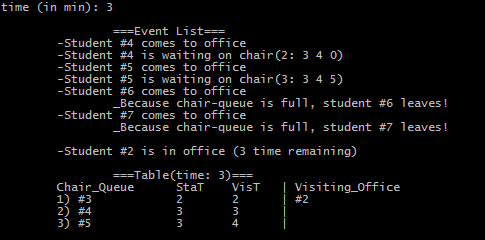 time (in min): 3
===Event List===
-Student #4 comes to office
-Student #4 is waiting on chair(2: 3 4 0)
-Student #5 comes to office
-Student #5 is waiting on chair(3: 3 4 5)
-Student #6 comes to office
_Because chair-queue is full, student #6 leaves!
-Student #7 comes to office
_Because chair-queue is full, student #7 leaves!
-Student #2 is in office (3 time remaining)
===Table(time: 3)===
Chair_Queue StaT VisT | Visiting_Office
1) #3 2 2 | #2
2) #4 3 3 |
3) #5 3 4 |